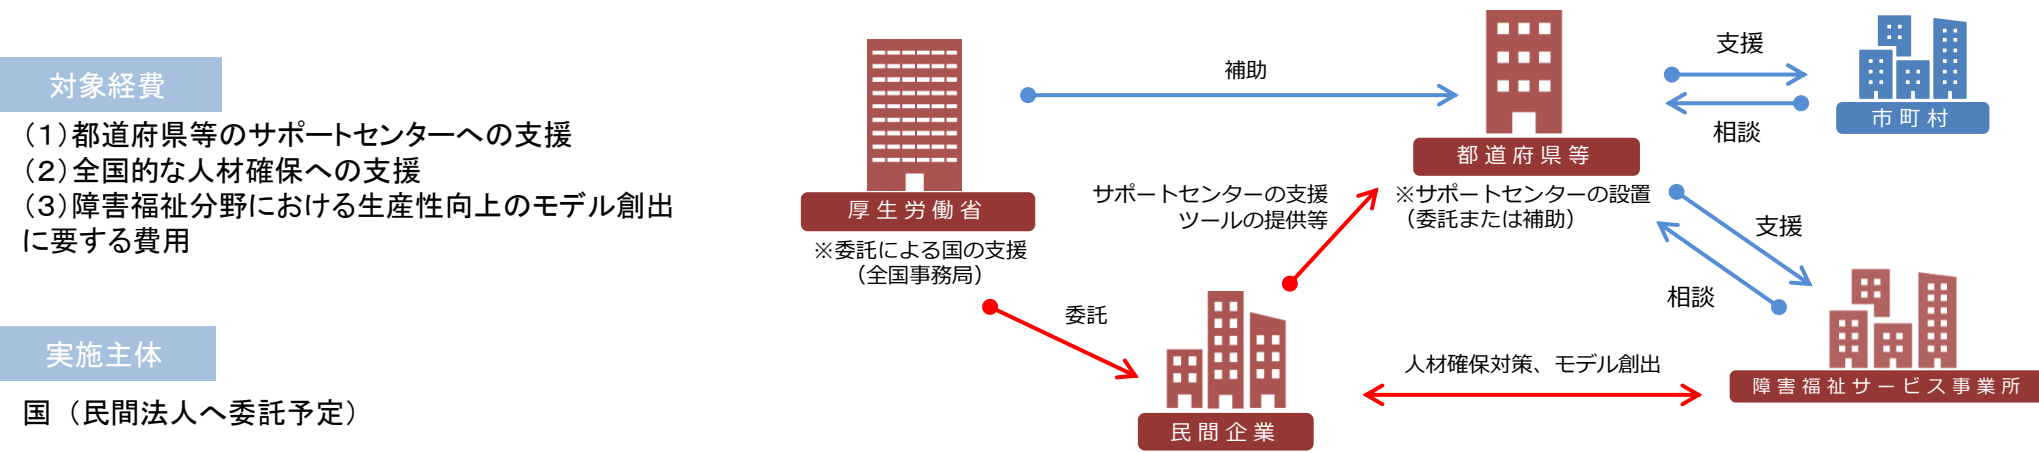 対象経費
（1）都道府県等のサポートセンターへの支援
（2）全国的な人材確保への支援
（3）障害福祉分野における生産性向上のモデル創出
に要する費用
実施主体
国（民間法人へ委託予定）
厚生労働省
※委託による国の支援
（全国事務局）
補助
都道府県等
※サポートセンターの設置
（委託または補助）
支援
相談
市町村
サポートセンターの支援
ツールの提供等
支援
相談
委託
民間企業
人材確保対策、モデル創出
障害福祉サービス事業所